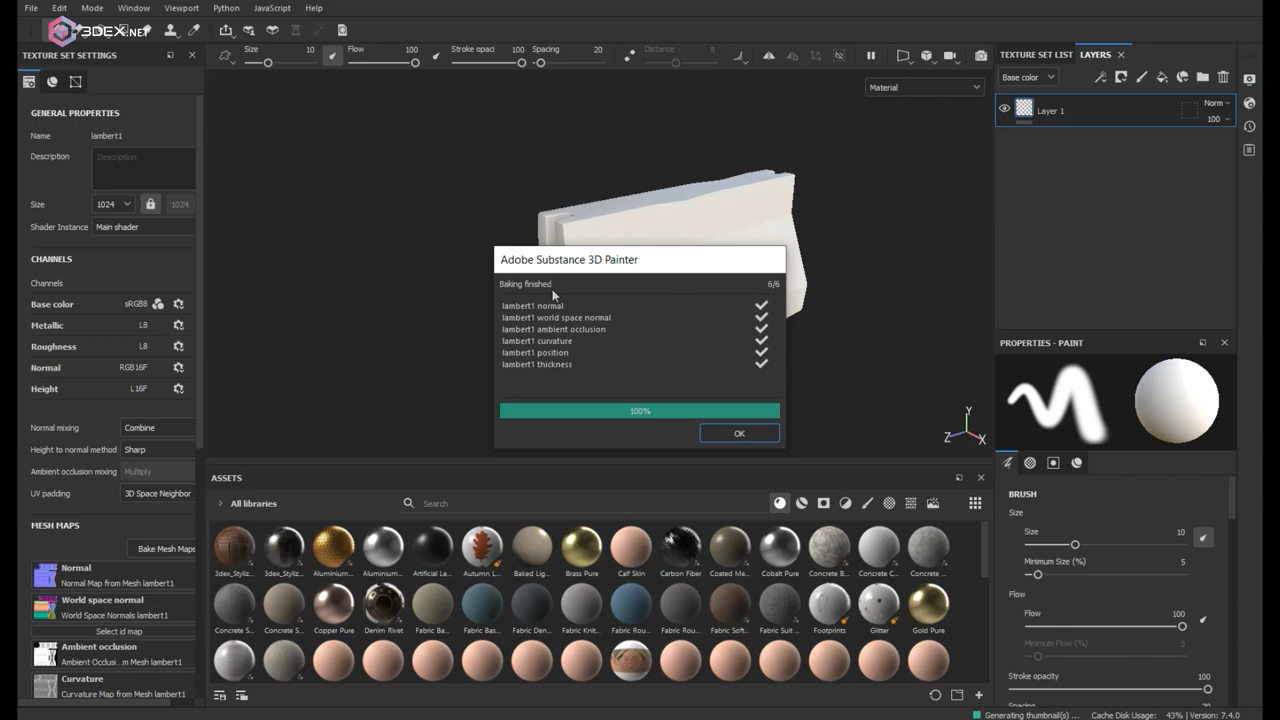 File Edit Mode Window Viewport Python JavaScript Help
3DEX.NET
TEXTURE SET SETTINGS
Size 10 Flow 100 Stroke opaci 100 Spacing 20 Distance 8
TEXTURE SET LIST LAYERS
Material
Base color
GENERAL PROPERTIES
Name lambert1
Description Description
Size 1024 1024
Shader Instance Main shader
Layer 1 Norm
100
CHANNELS
Channels
Base color sRGB8
Metallic L8
Roughness L8
Normal RGB16F
Height L16F
Normal mixing Combine
Height to normal method Sharp
Ambient occlusion mixing Multiply
UV padding 3D Space Neighbor
MESH MAPS
Bake Mesh Maps
Normal
Normal Map from Mesh lambert1
World space normal
World Space Normals lambert1
Select id map
Ambient occlusion
Ambient Occlusi...m Mesh lambert1
Curvature
Curvature Map from Mesh lambert1
Adobe Substance 3D Painter
Baking finished 6/6
lambert1 normal
lambert1 world space normal
lambert1 ambient occlusion
lambert1 curvature
lambert1 position
lambert1 thickness
100%
OK
Y
Z X
ASSETS
All libraries Search
3dex_Styliz... 3dex_Styliz... Aluminium... Aluminium... Artificial Le... Autumn L... Baked Lig... Brass Pure Calf Skin Carbon Fiber Coated Me... Cobalt Pure Concrete B... Concrete C... Concrete ...
Concrete S... Concrete S... Copper Pure Denim Rivet Fabric Ba... Fabric Bas... Fabric Den... Fabric Knit... Fabric Rou... Fabric Rou... Fabric Soft... Fabric Suit ... Footprints Glitter Gold Pure
PROPERTIES - PAINT
BRUSH
Size
Size 10
Minimum Size (%) 5
Flow
Flow 100
Minimum Flow (%) 5
Stroke opacity 100
Spacing 20
Generating thumbnail(s) ... Cache Disk Usage: 43% | Version: 7.4.0